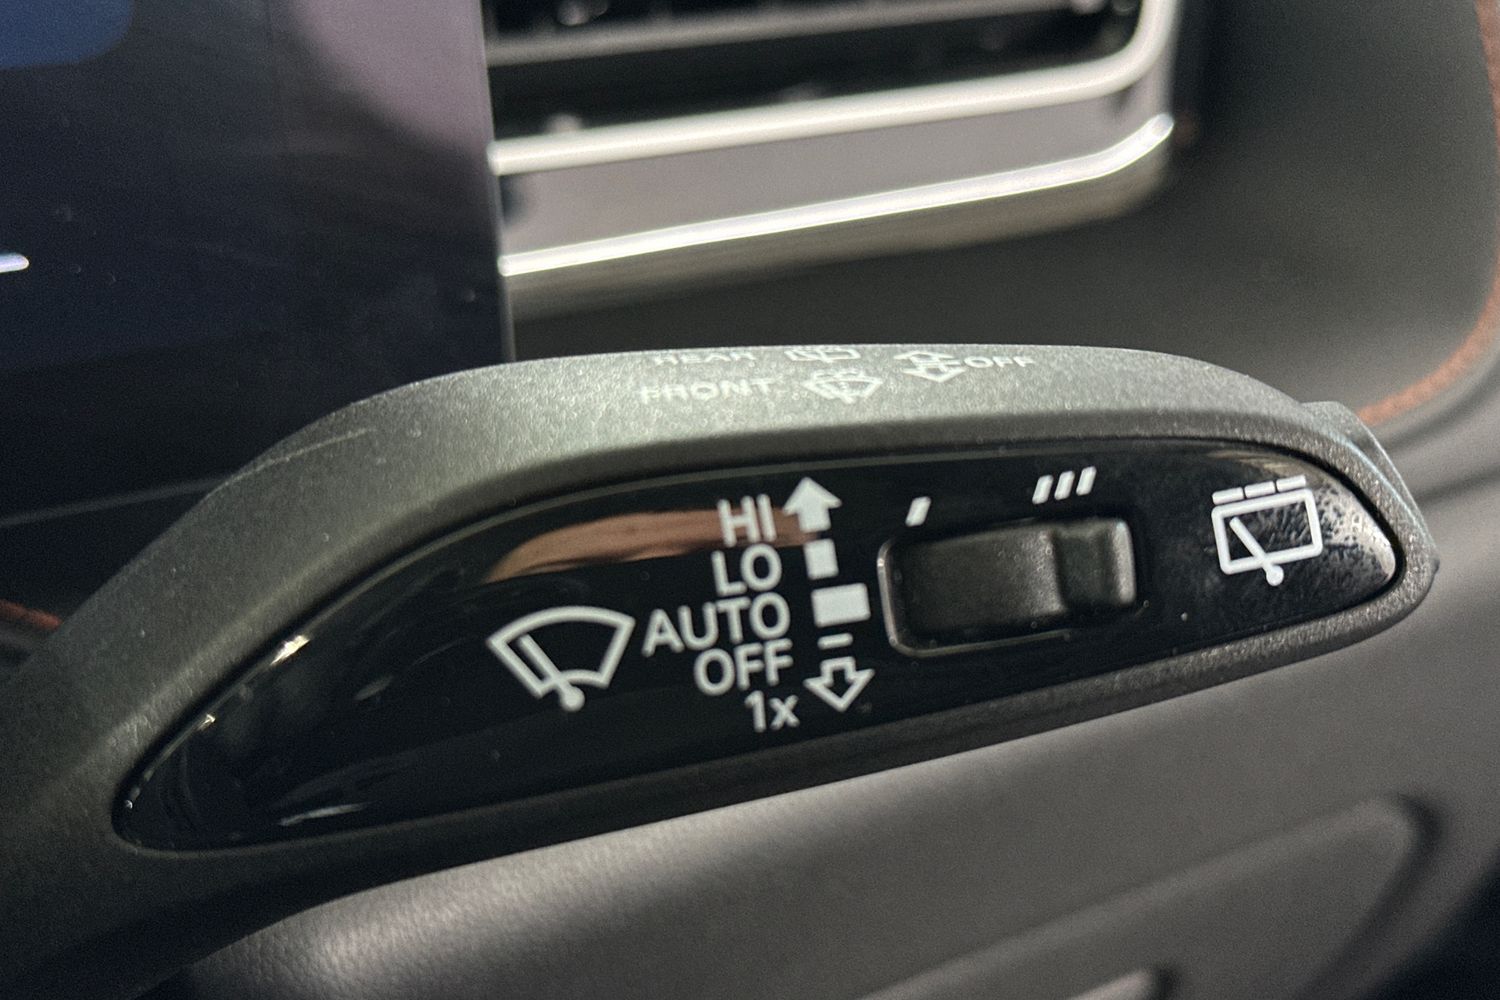 REAR OFF
FRONT
HI
LO
AUTO
OFF
1x